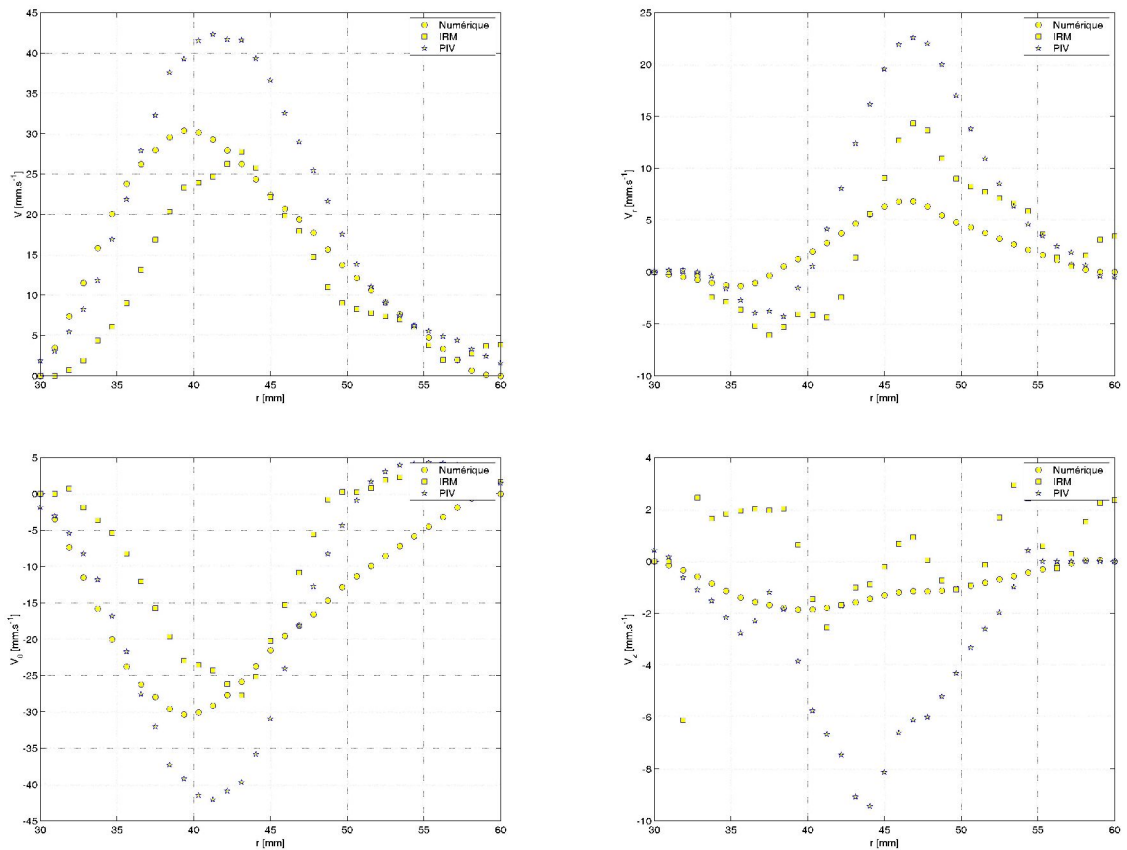 45
40
35
30
25
20
15
10
5
0
V [mm.s⁻¹]
30 35 40 45 50 55 60
r [mm]
Numérique
IRM
PIV
25
20
15
10
5
0
-5
-10
Vr [mm.s⁻¹]
30 35 40 45 50 55 60
r [mm]
Numérique
IRM
PIV
5
0
-5
-10
-15
-20
-25
-30
-35
-40
-45
Vθ [mm.s⁻¹]
30 35 40 45 50 55 60
r [mm]
Numérique
IRM
PIV
4
2
0
-2
-4
-6
-8
-10
Vz [mm.s⁻¹]
30 35 40 45 50 55 60
r [mm]
Numérique
IRM
PIV